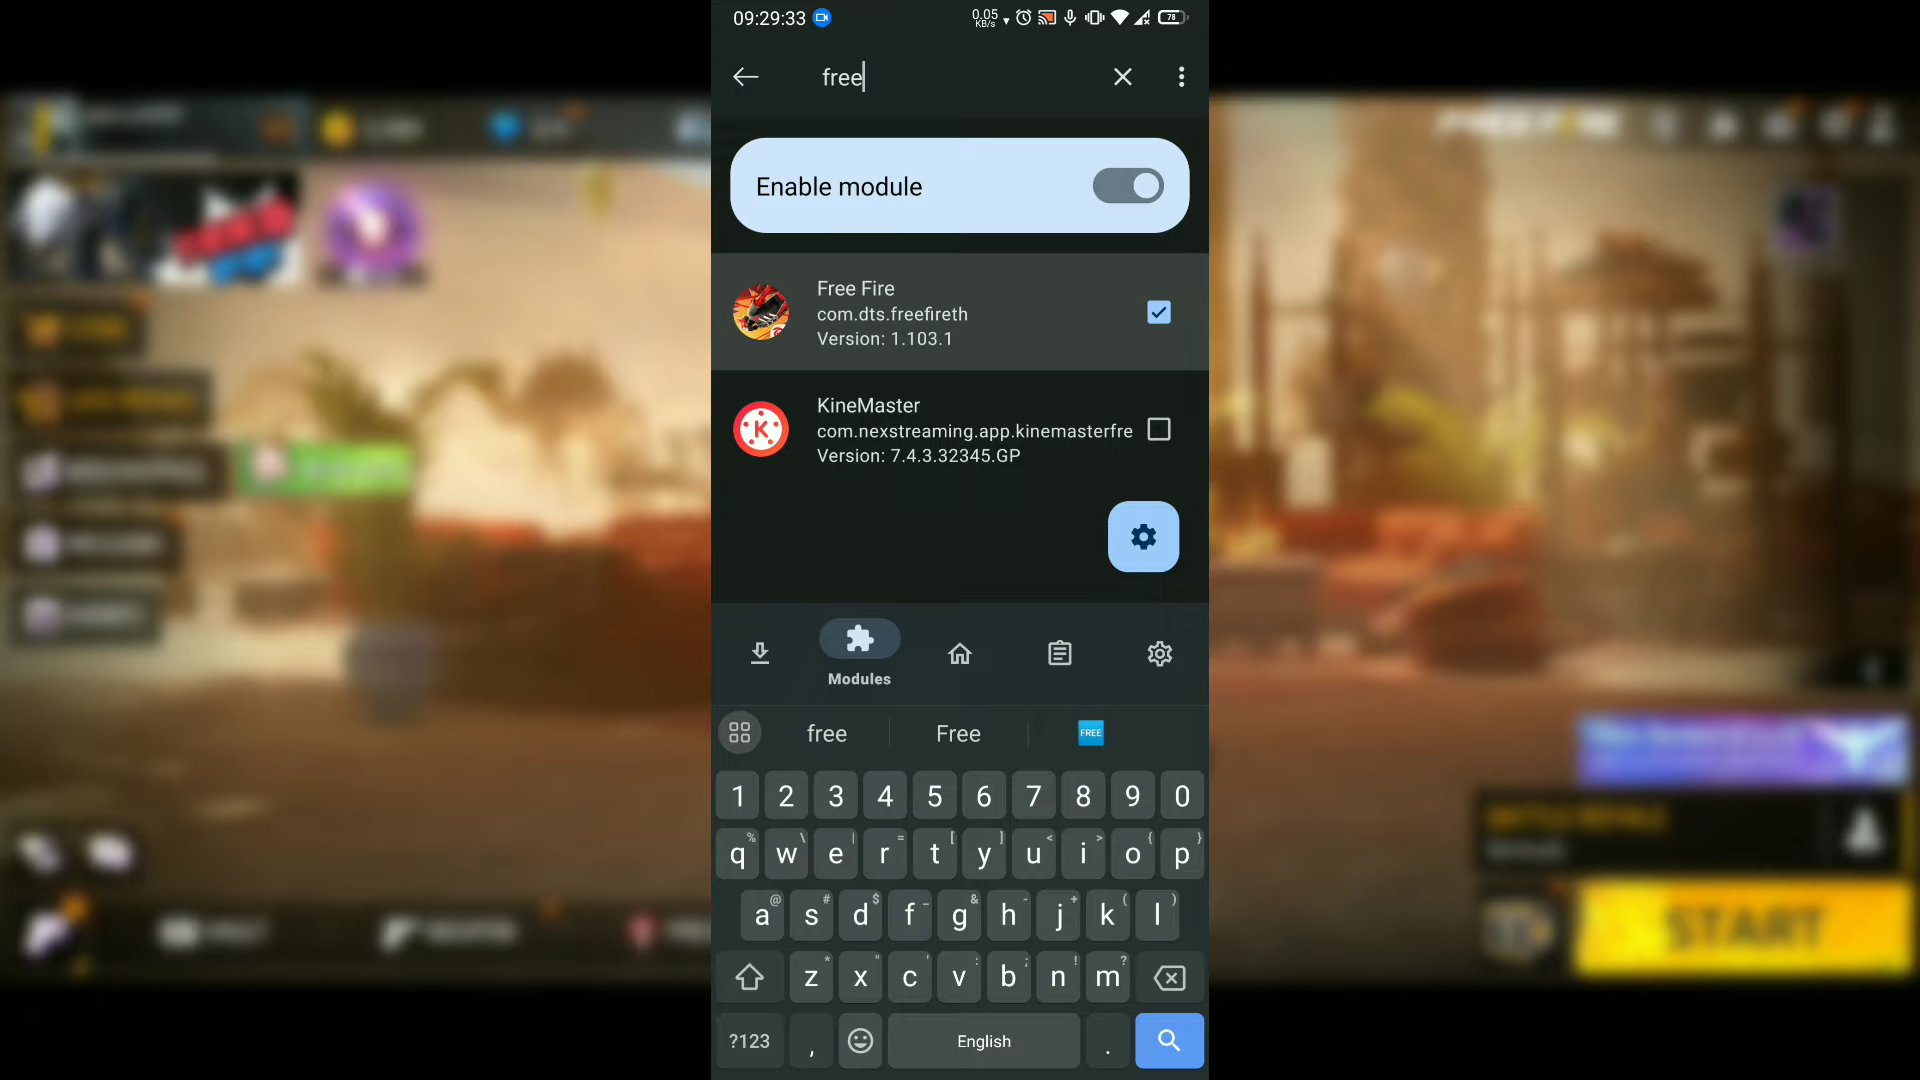 09:29:33
0.05
KB/s
78
free
Enable module
Free Fire
com.dts.freefireth
Version: 1.103.1
KineMaster
com.nexstreaming.app.kinemasterfre
Version: 7.4.3.32345.GP
Modules
free
Free
FREE
1 2 3 4 5 6 7 8 9 0
% \ | = [ ] < > { }
q w e r t y u i o p
@ # $ _ & - + ( )
a s d f g h j k l
* " ' : ; ! ?
z x c v b n m
?123 , English .
START